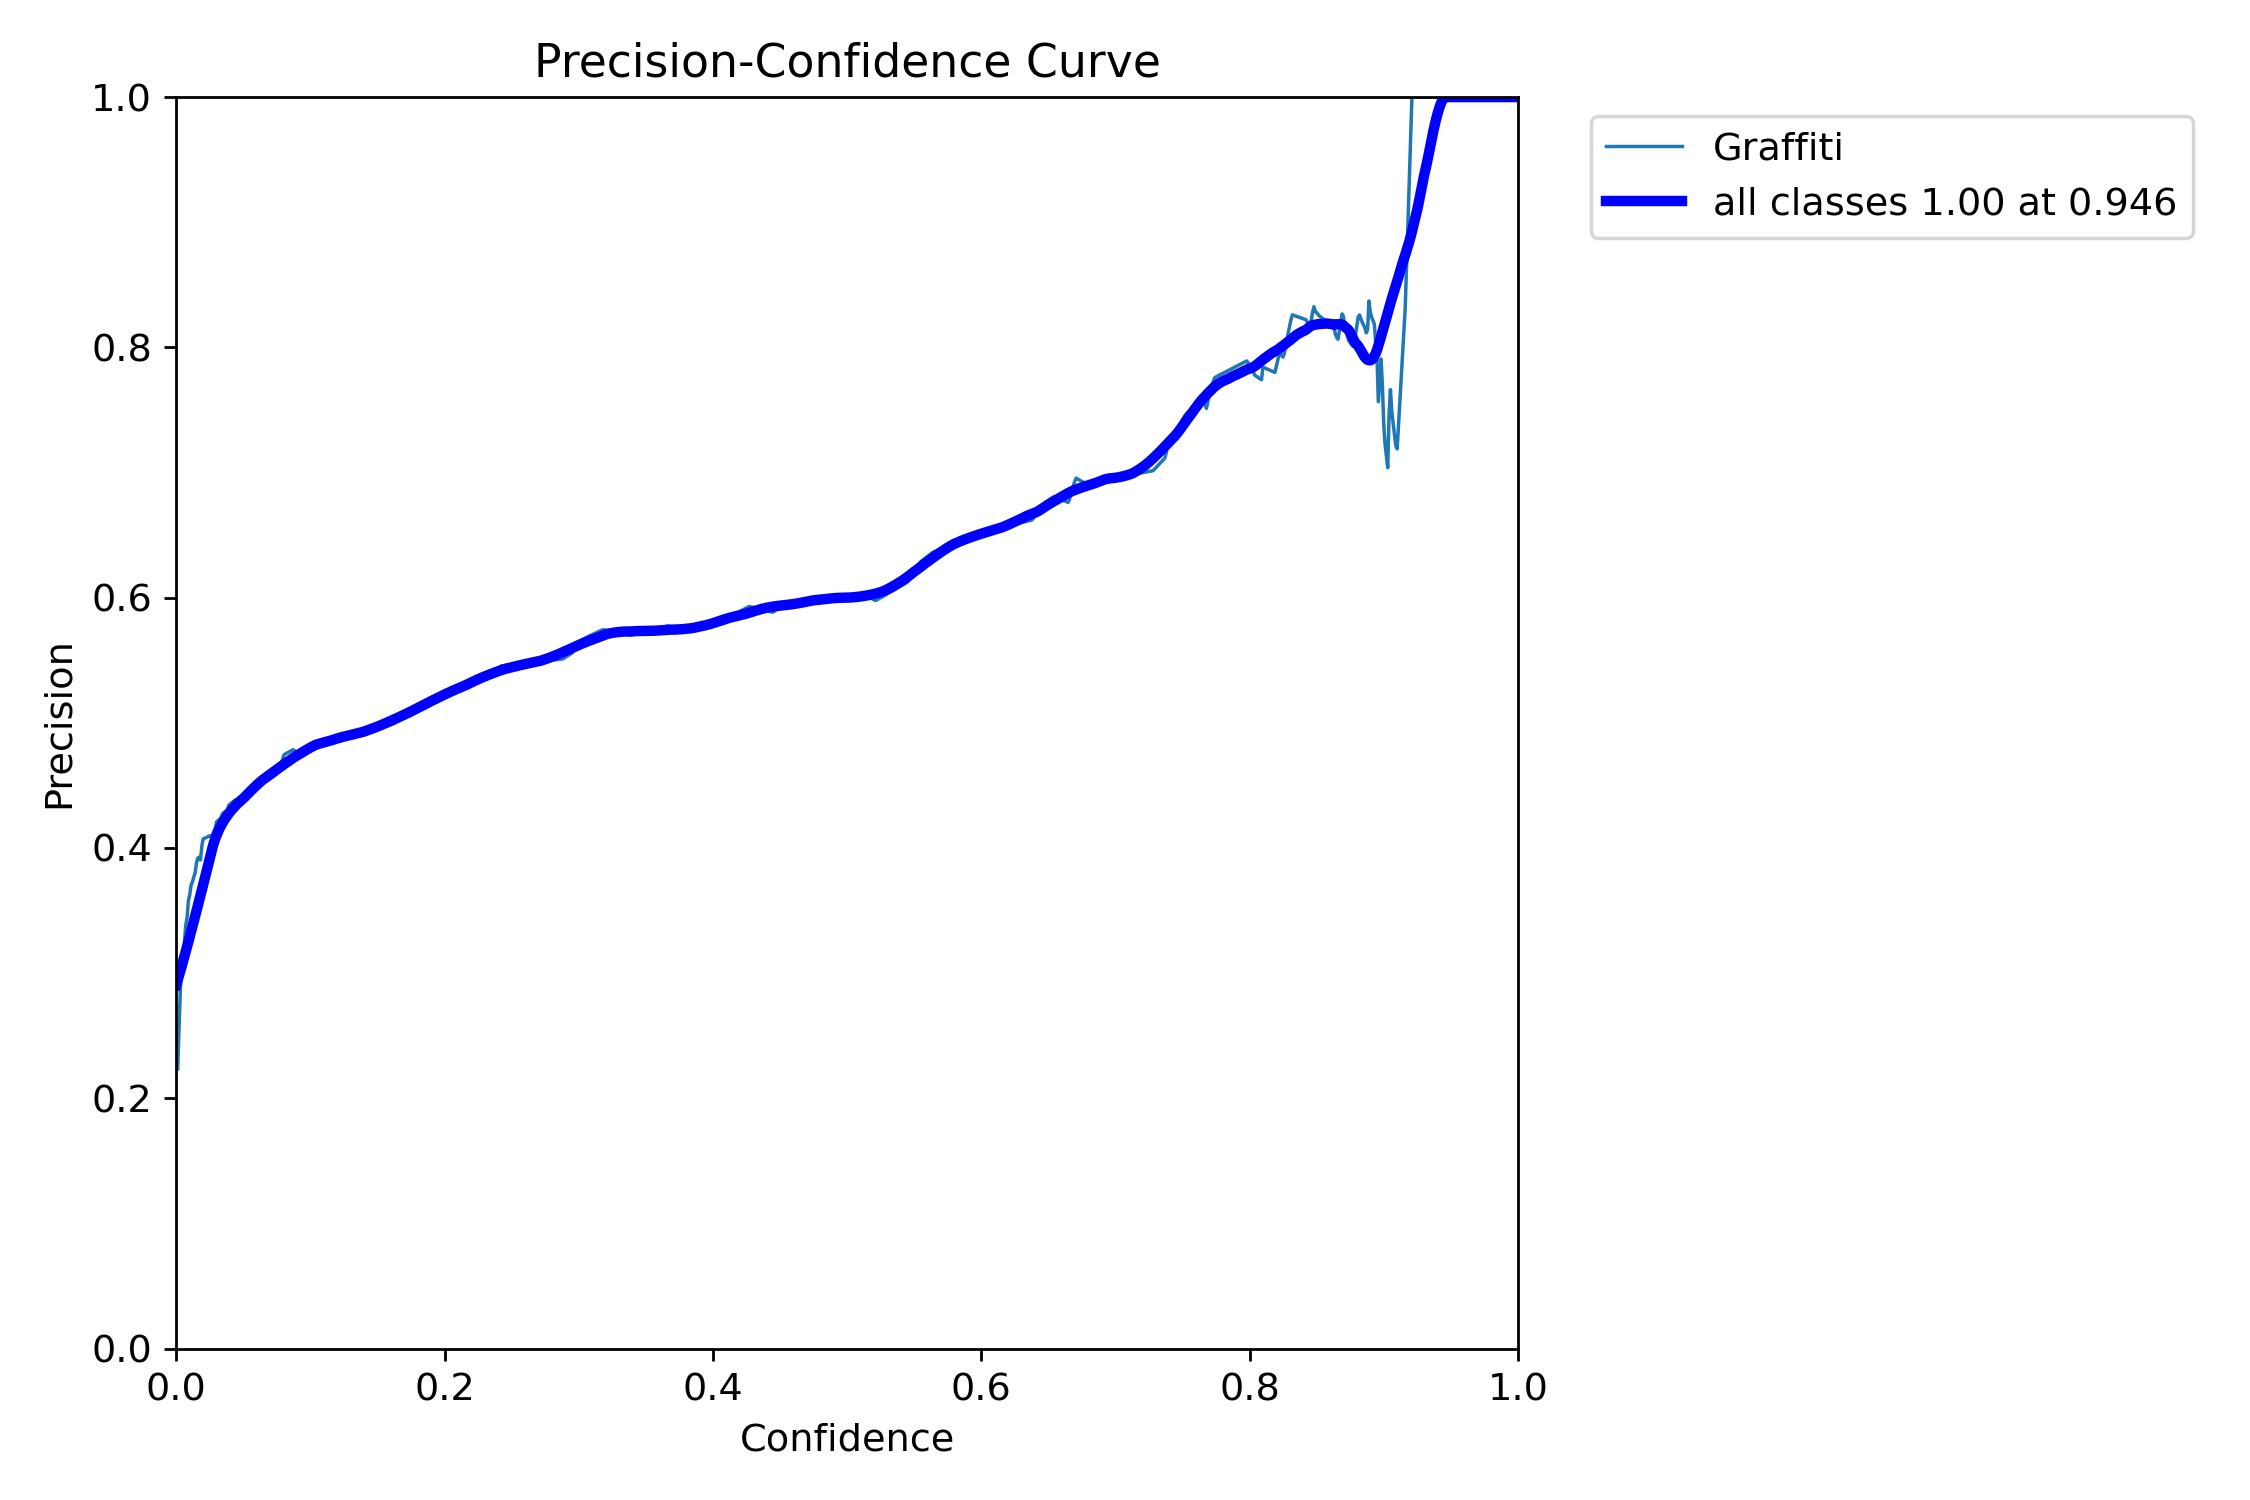 Precision-Confidence Curve
1.0
0.8
0.6
0.4
0.2
0.0
Precision
0.0 0.2 0.4 0.6 0.8 1.0
Confidence
Graffiti
all classes 1.00 at 0.946